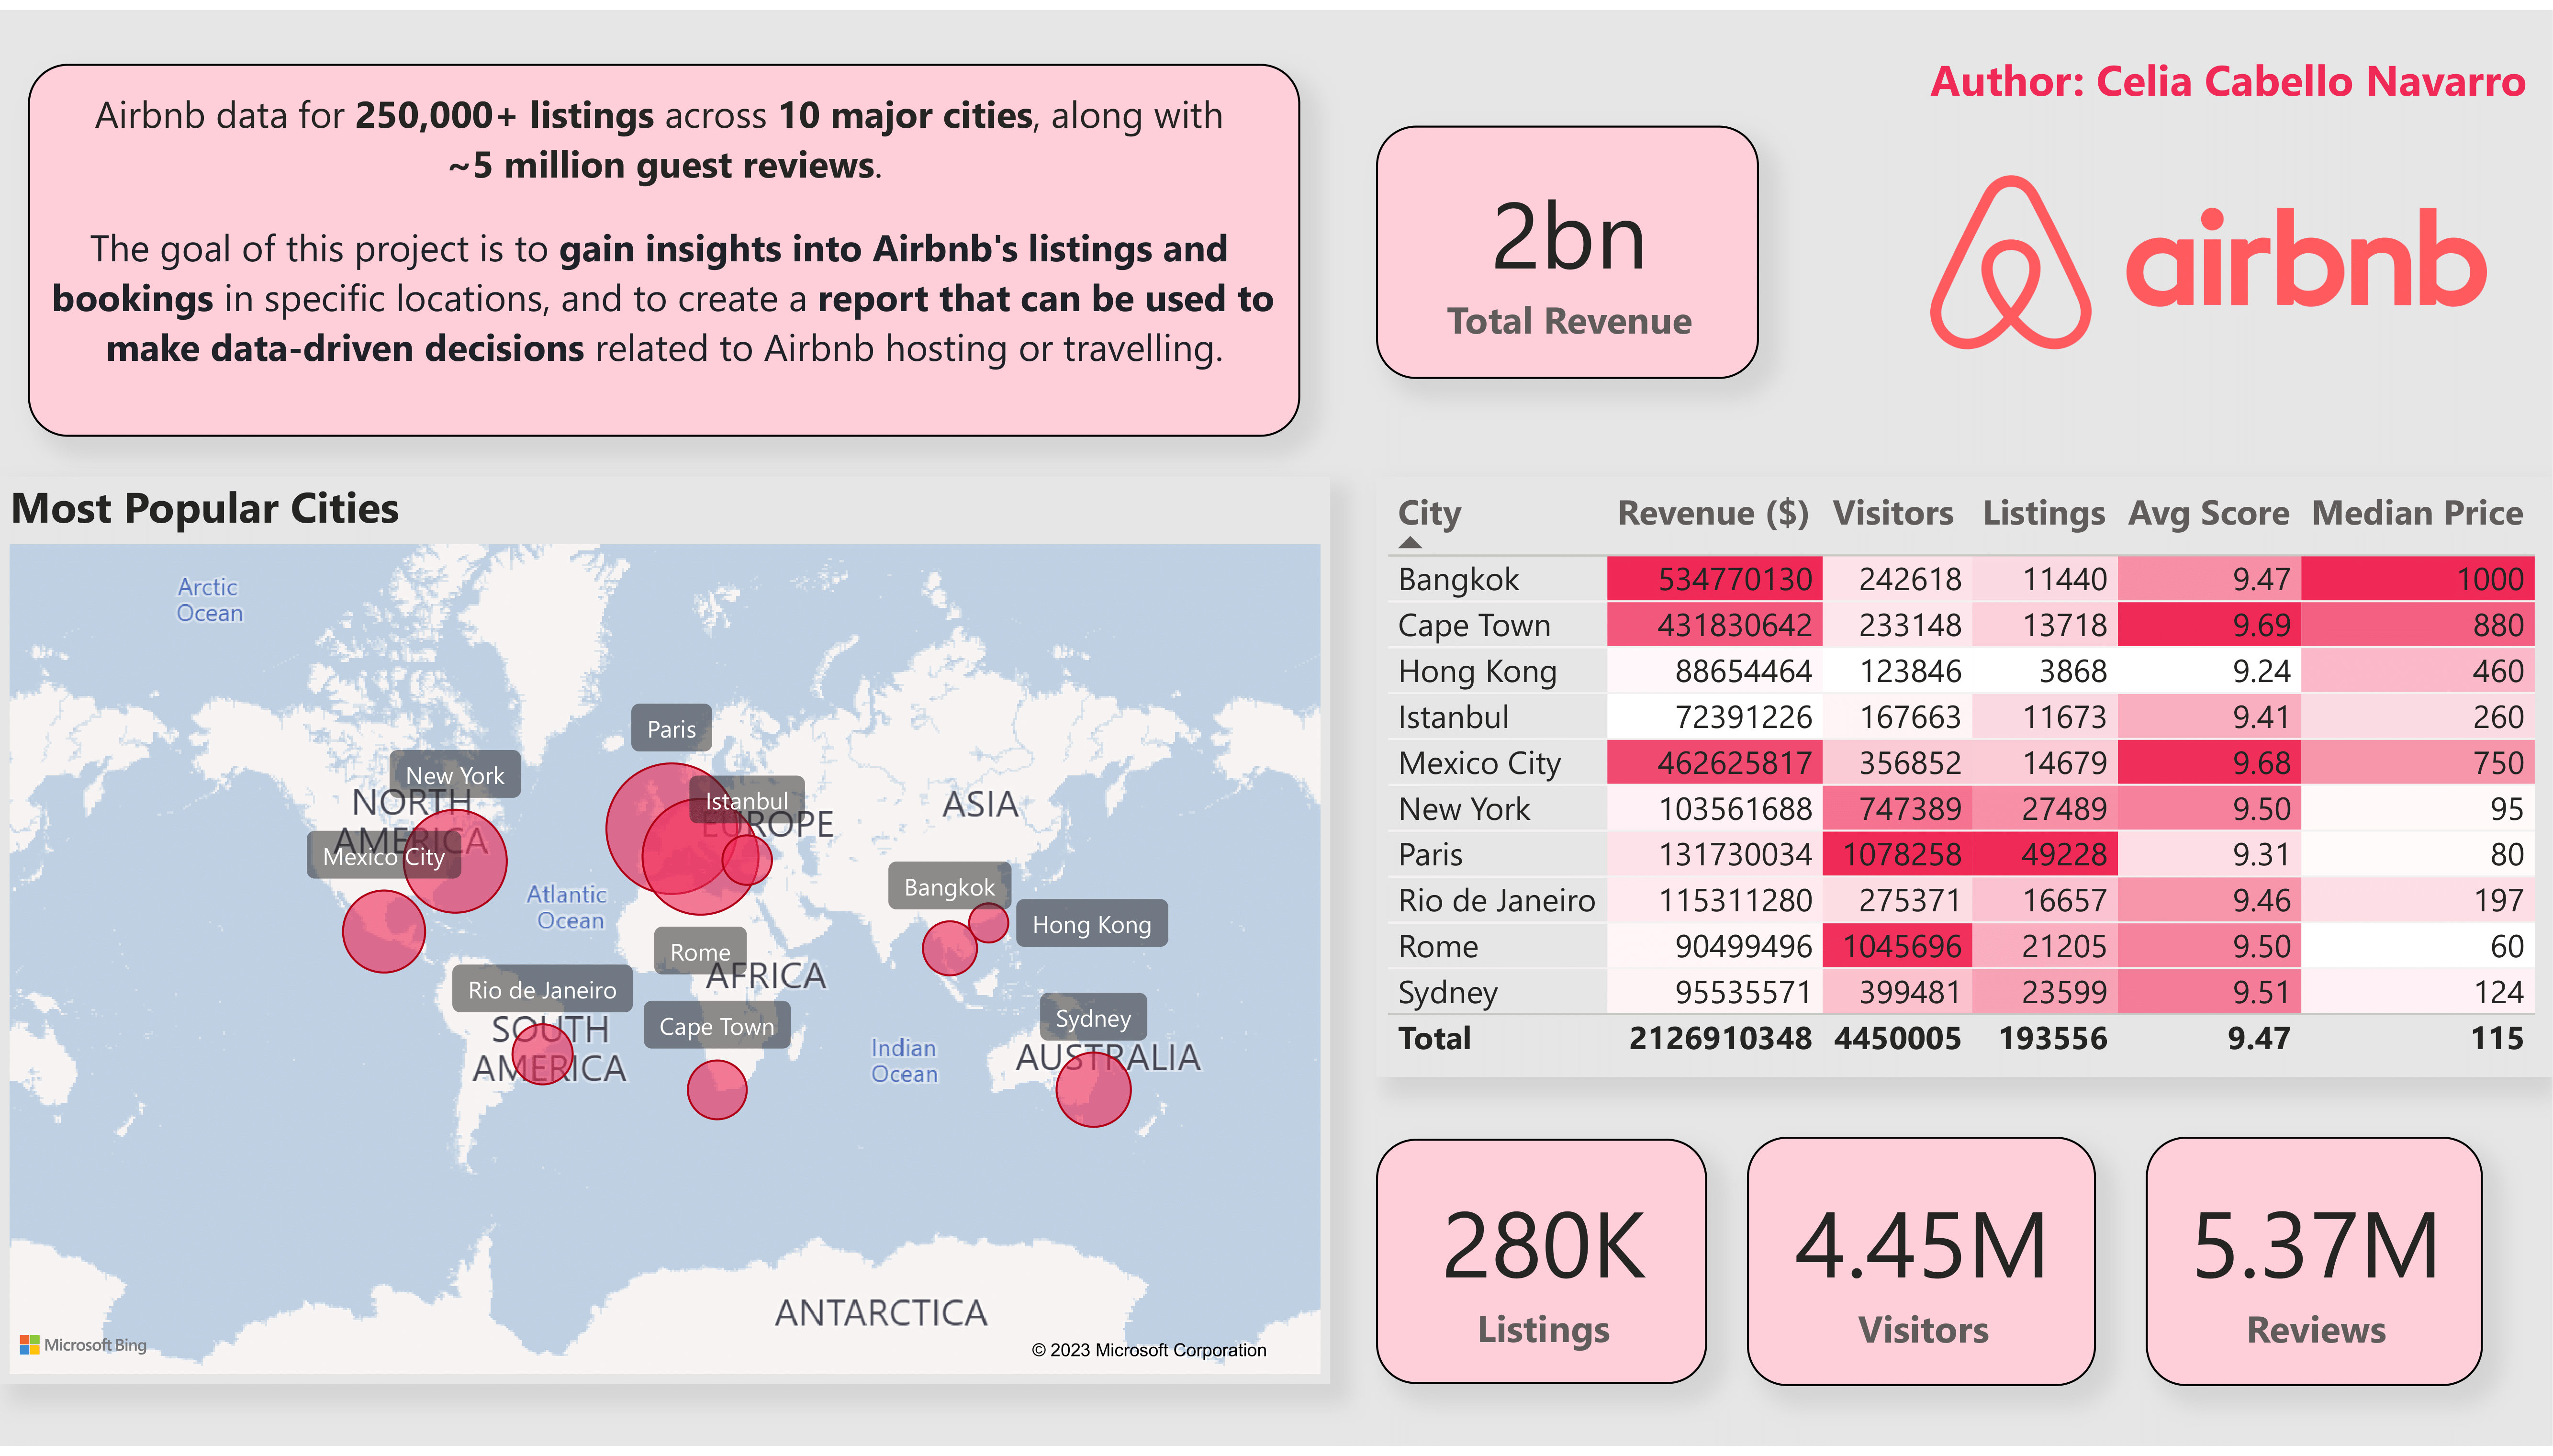 Airbnb data for 250,000+ listings across 10 major cities, along with
~5 million guest reviews.
The goal of this project is to gain insights into Airbnb's listings and
bookings in specific locations, and to create a report that can be used to
make data-driven decisions related to Airbnb hosting or travelling.
2bn
Total Revenue
Author: Celia Cabello Navarro
airbnb
Most Popular Cities
Arctic
Ocean
Paris
New York
NORTH
AMERICA
Istanbul
EUROPE
ASIA
Mexico City
Atlantic
Ocean
Bangkok
Hong Kong
Rome
AFRICA
Rio de Janeiro
SOUTH
AMERICA
Cape Town
Indian
Ocean
Sydney
AUSTRALIA
ANTARCTICA
Microsoft Bing
© 2023 Microsoft Corporation
City Revenue ($) Visitors Listings Avg Score Median Price
Bangkok 534770130 242618 11440 9.47 1000
Cape Town 431830642 233148 13718 9.69 880
Hong Kong 88654464 123846 3868 9.24 460
Istanbul 72391226 167663 11673 9.41 260
Mexico City 462625817 356852 14679 9.68 750
New York 103561688 747389 27489 9.50 95
Paris 131730034 1078258 49228 9.31 80
Rio de Janeiro 115311280 275371 16657 9.46 197
Rome 90499496 1045696 21205 9.50 60
Sydney 95535571 399481 23599 9.51 124
Total 2126910348 4450005 193556 9.47 115
280K
Listings
4.45M
Visitors
5.37M
Reviews